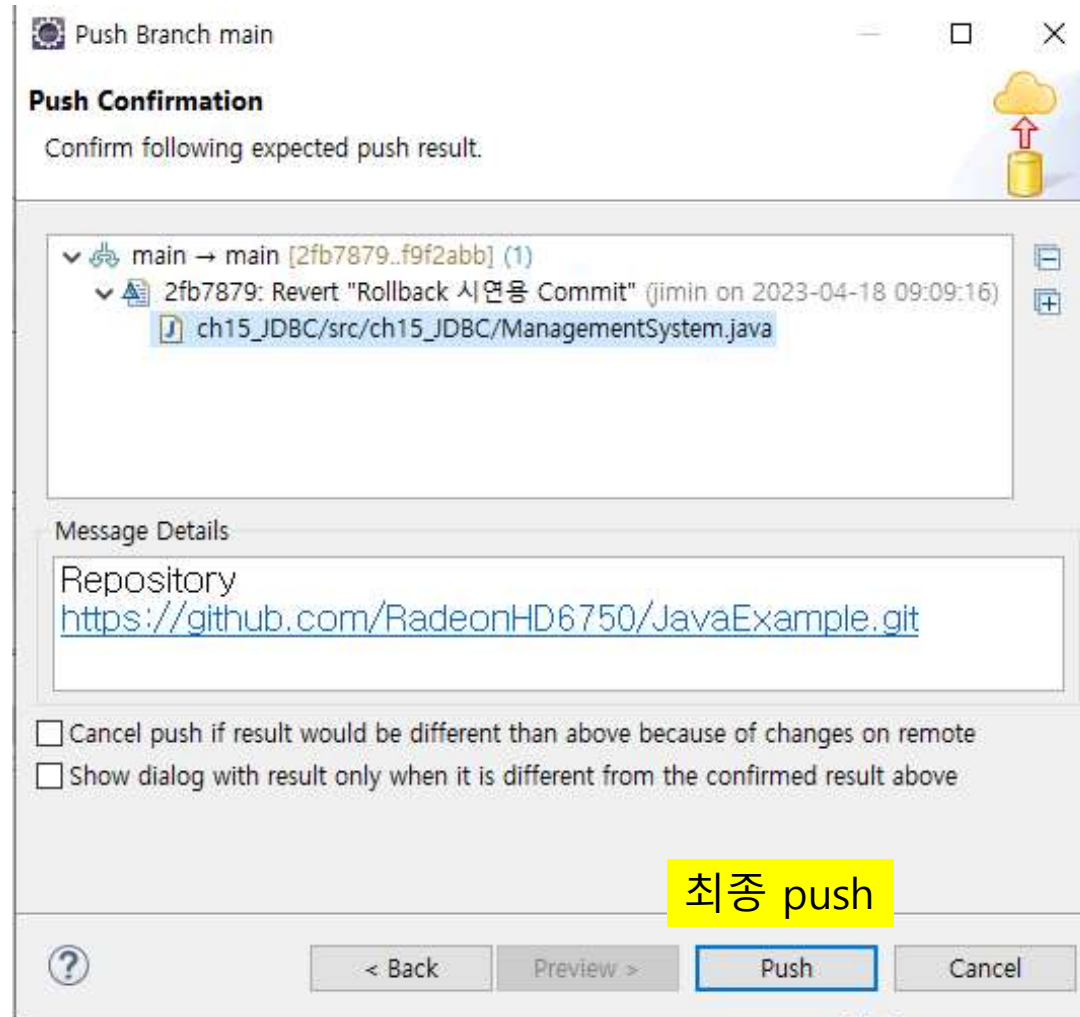 Push Branch main
Push Confirmation
Confirm following expected push result.
main → main [2fb7879..f9f2abb] (1)
2fb7879: Revert "Rollback 시연용 Commit" (jimin on 2023-04-18 09:09:16)
ch15_JDBC/src/ch15_JDBC/ManagementSystem.java
Message Details
Repository
https://github.com/RadeonHD6750/JavaExample.git
Cancel push if result would be different than above because of changes on remote
Show dialog with result only when it is different from the confirmed result above
최종 push
< Back Preview > Push Cancel